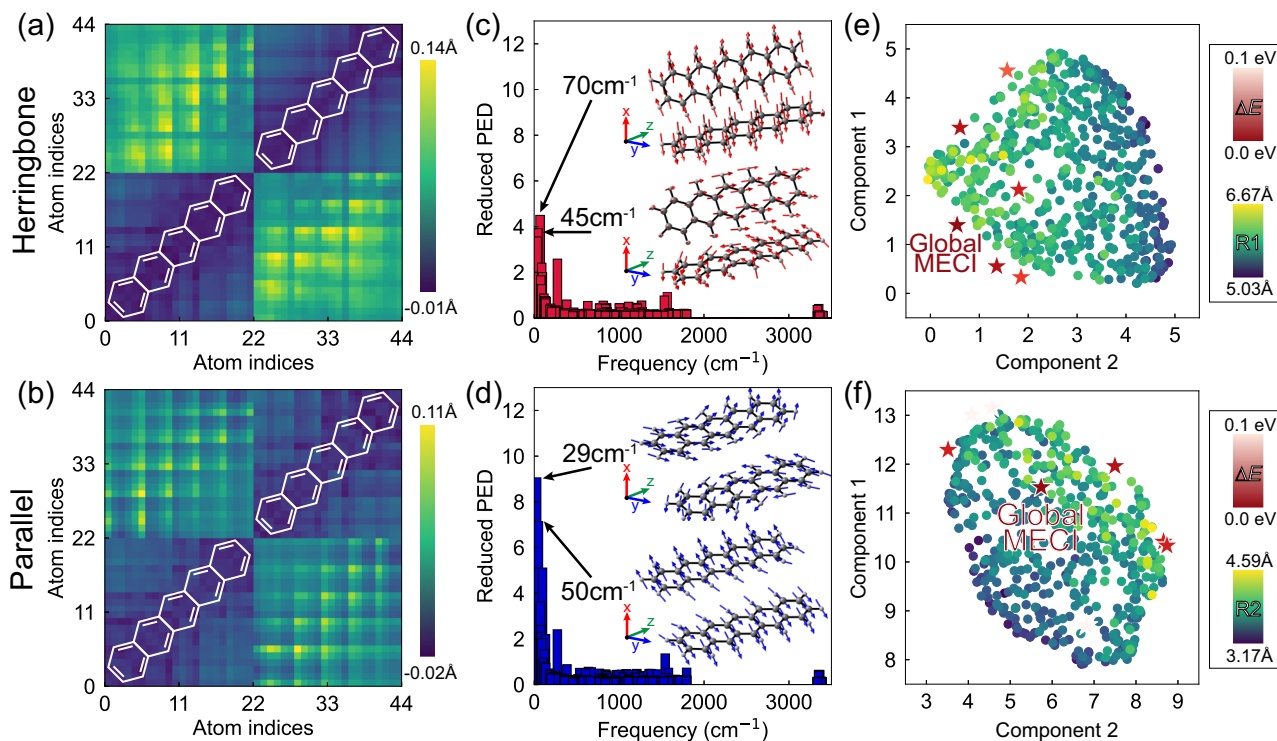 (a)
Herringbone
Atom indices
44
33
22
11
0
0 11 22 33 44
Atom indices
0.14Å
-0.01Å
(c)
Reduced PED
12
10
8
6
4
2
0
70cm⁻¹
45cm⁻¹
x
z
y
x
z
y
0 1000 2000 3000
Frequency (cm⁻¹)
(e)
Component 1
5
4
3
2
1
0
Global
MECI
0 1 2 3 4 5
Component 2
0.1 eV
ΔE
0.0 eV
6.67Å
R1
5.03Å
(b)
Parallel
Atom indices
44
33
22
11
0
0 11 22 33 44
Atom indices
0.11Å
-0.02Å
(d)
Reduced PED
12
10
8
6
4
2
0
29cm⁻¹
50cm⁻¹
x
z
y
x
z
y
0 1000 2000 3000
Frequency (cm⁻¹)
(f)
Component 1
13
12
11
10
9
8
Global
MECI
3 4 5 6 7 8 9
Component 2
0.1 eV
ΔE
0.0 eV
4.59Å
R2
3.17Å